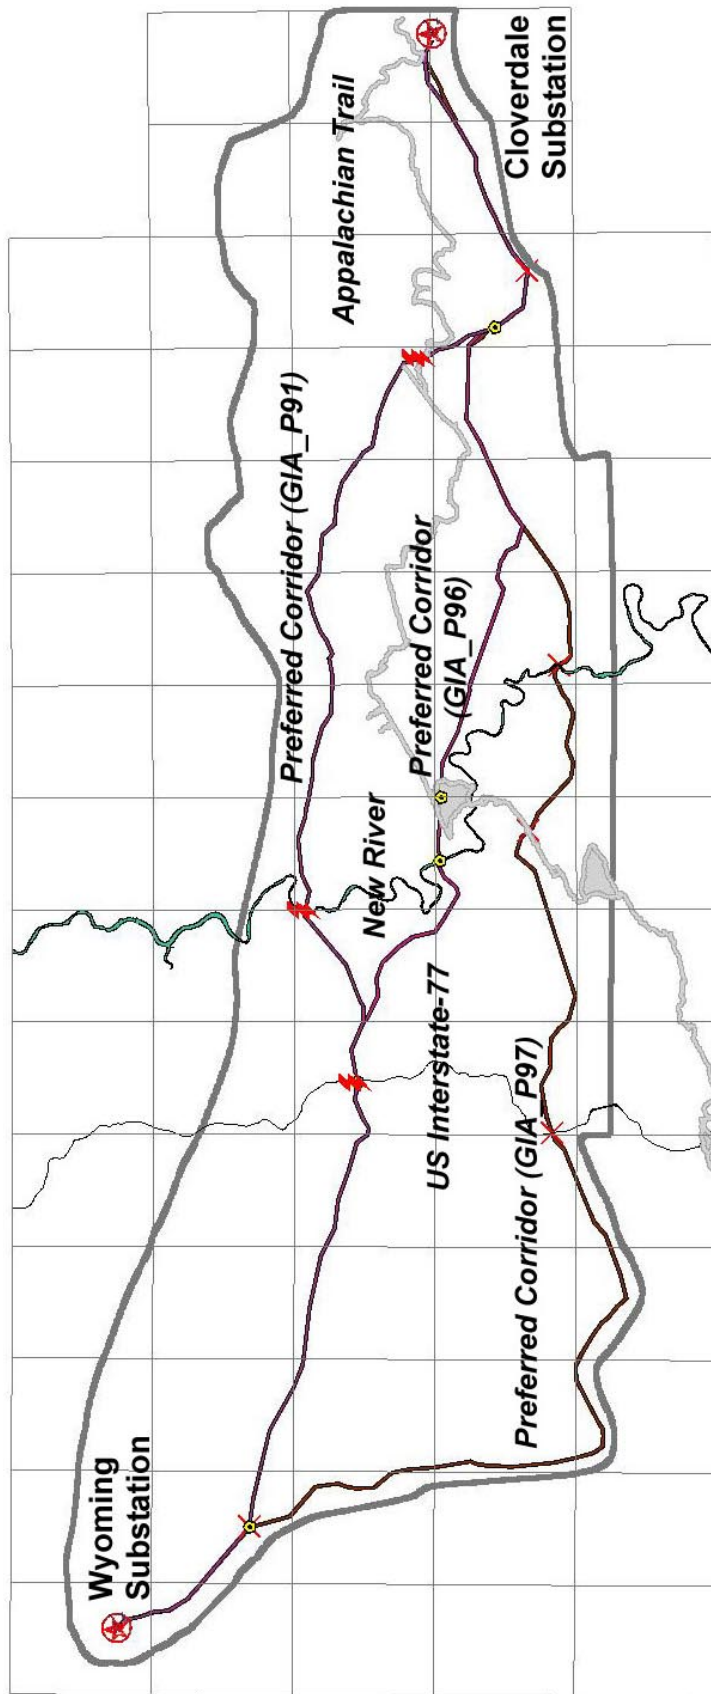 Wyoming
Substation
Preferred Corridor (GIA_P97)
US Interstate-77
New River
Preferred Corridor (GIA_P91)
Preferred Corridor
(GIA_P96)
Appalachian Trail
Cloverdale
Substation